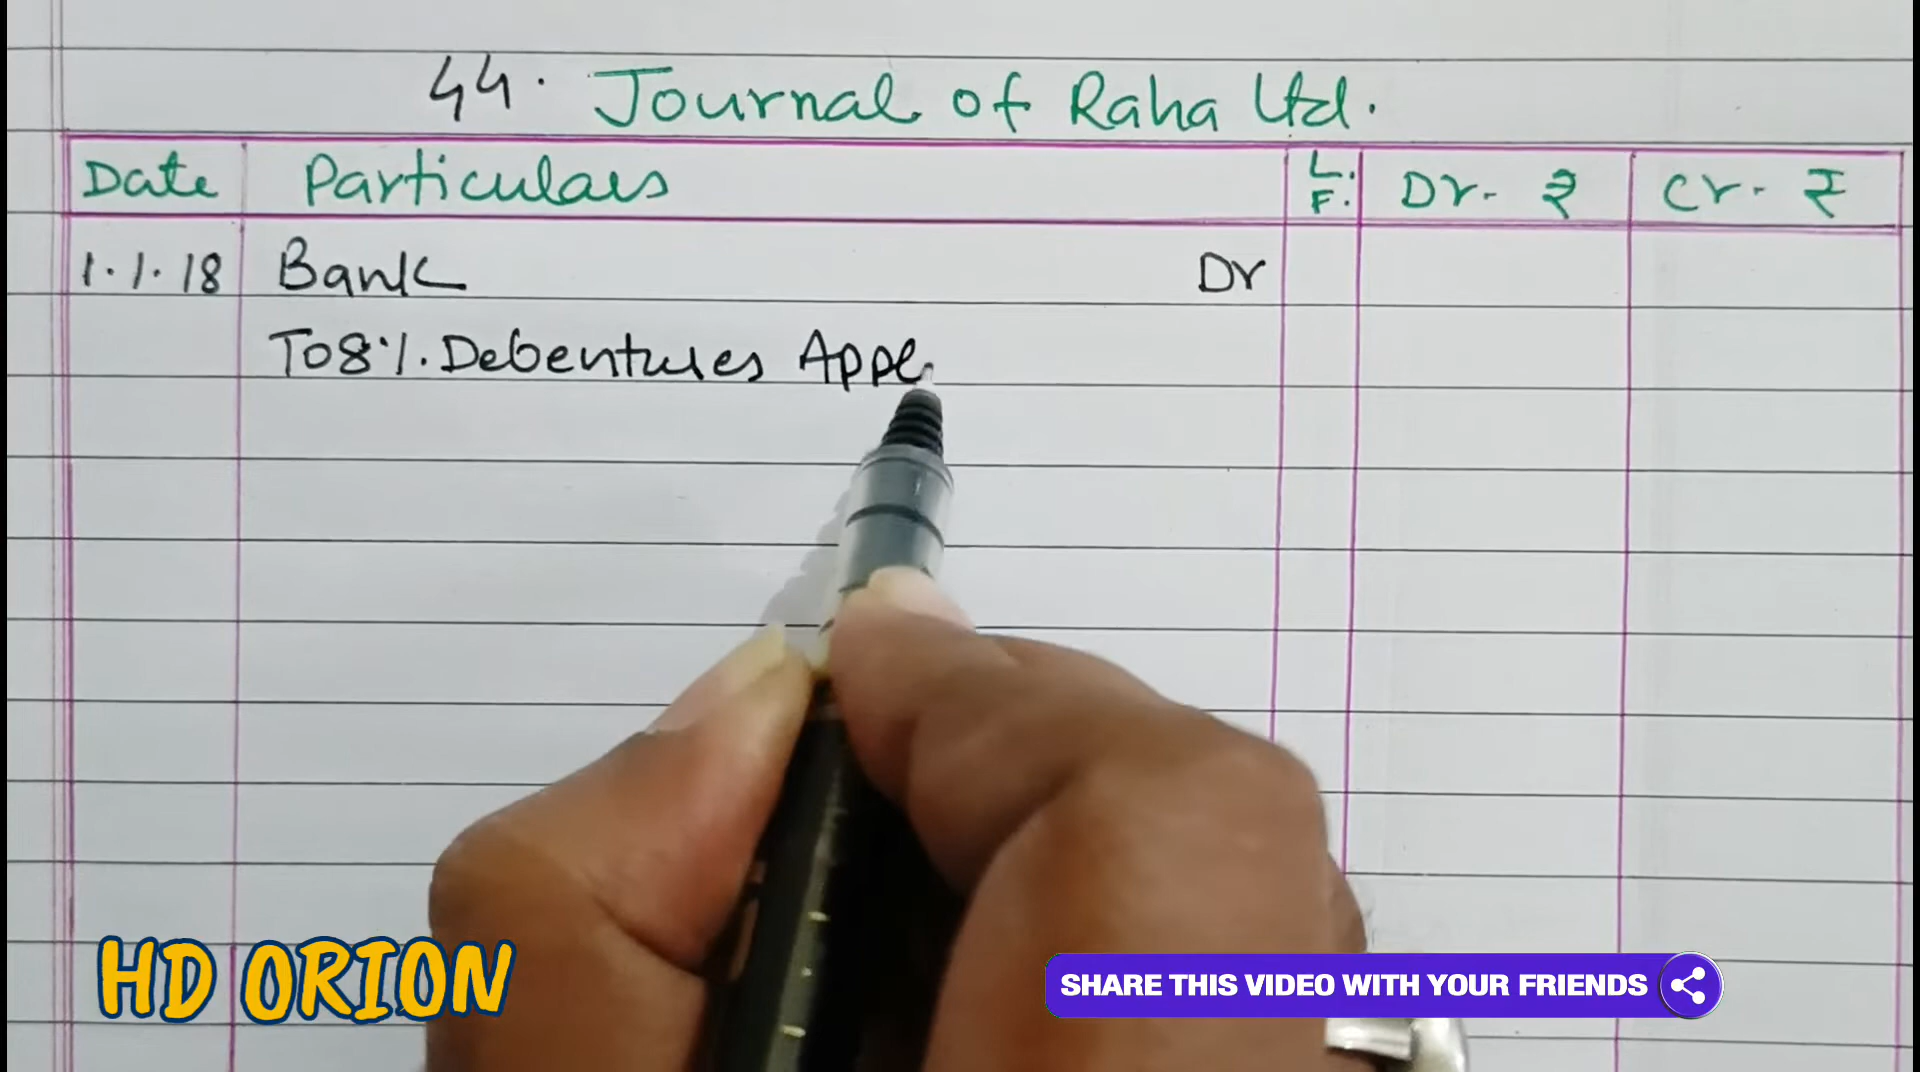 44. Journal of Raha Ltd.
Date Particulars L.F. Dr. ₹ Cr. ₹
1.1.18 Bank Dr
To 8%. Debentures Appl
HD ORION
SHARE THIS VIDEO WITH YOUR FRIENDS